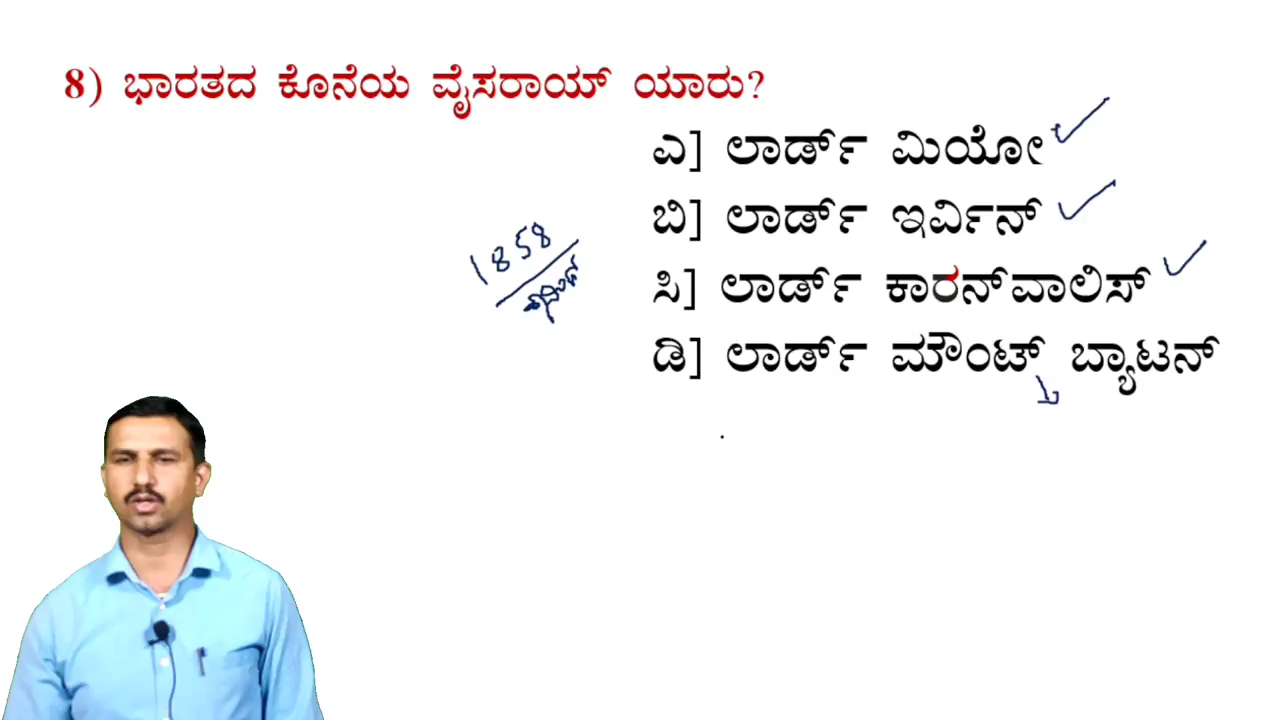 8) ಭಾರತದ ಕೊನೆಯ ವೈಸರಾಯ್ ಯಾರು?
ಎ] ಲಾರ್ಡ್ ಮಿಯೋ
ಬಿ] ಲಾರ್ಡ್ ಇರ್ವಿನ್
ಸಿ] ಲಾರ್ಡ್ ಕಾರನ್‌ವಾಲಿಸ್
ಡಿ] ಲಾರ್ಡ್ ಮೌಂಟ್ ಬ್ಯಾಟನ್
1858